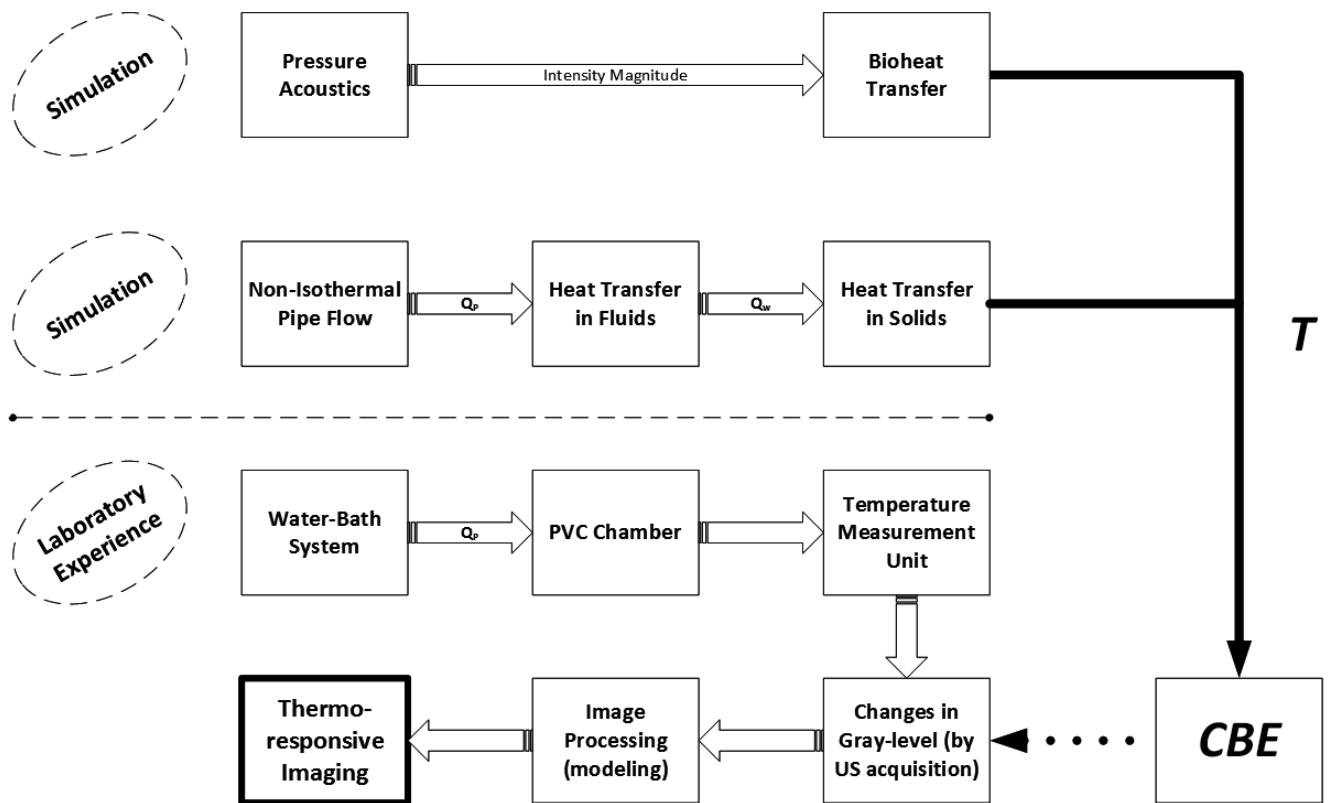 Simulation
Pressure
Acoustics
Intensity Magnitude
Bioheat
Transfer
Simulation
Non-Isothermal
Pipe Flow
QP
Heat Transfer
in Fluids
QW
Heat Transfer
in Solids
T
Laboratory
Experience
Water-Bath
System
QP
PVC Chamber
Temperature
Measurement
Unit
Thermo-
responsive
Imaging
Image
Processing
(modeling)
Changes in
Gray-level (by
US acquisition)
CBE